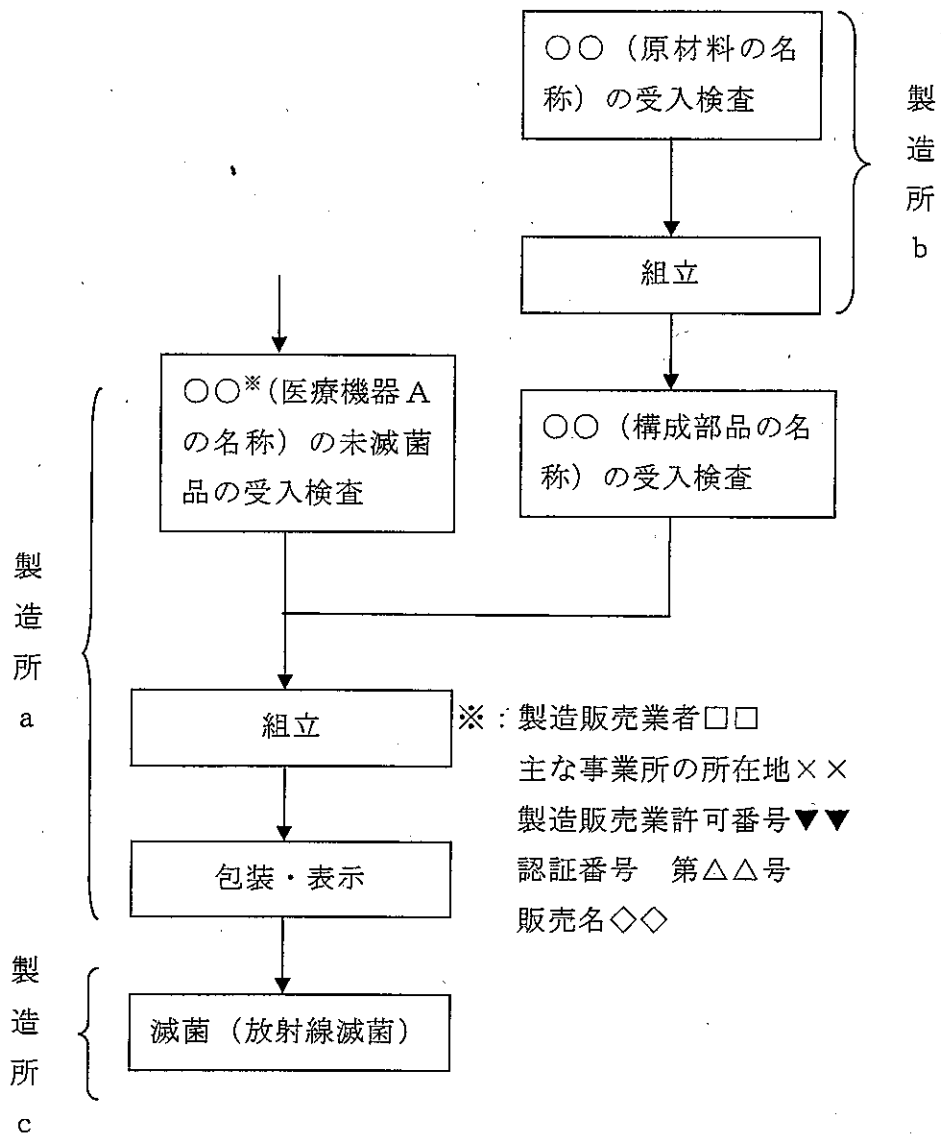 ○○（原材料の名
称）の受入検査
製
造
所
b
組立
○○※(医療機器A
の名称）の未滅菌
品の受入検査
○○（構成部品の名
称）の受入検査
製
造
所
a
組立
※：製造販売業者□□
主な事業所の所在地××
製造販売業許可番号▼▼
認証番号　第△△号
販売名◇◇
包装・表示
製
造
所
c
滅菌（放射線滅菌）